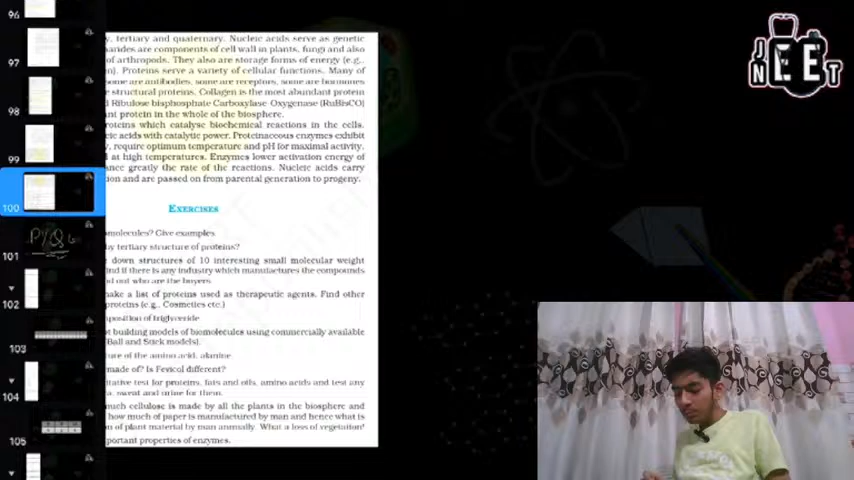 96
97
98
99
100
101
102
103
104
105
PYQs
y, tertiary and quaternary. Nucleic acids serve as genetic
arides are components of cell wall in plants, fungi and also
of arthropods. They also are storage forms of energy (e.g.,
n). Proteins serve a variety of cellular functions. Many of
some are antibodies, some are receptors, some are hormones
e structural proteins. Collagen is the most abundant protein
d Ribulose bisphosphate Carboxylase-Oxygenase (RuBisCO)
ant protein in the whole of the biosphere.
roteins which catalyse biochemical reactions in the cells.
eic acids with catalytic power. Proteinaceous enzymes exhibit
y, require optimum temperature and pH for maximal activity.
d at high temperatures. Enzymes lower activation energy of
ance greatly the rate of the reactions. Nucleic acids carry
ion and are passed on from parental generation to progeny.
EXERCISES
omolecules? Give examples.
by tertiary structure of proteins?
down structures of 10 interesting small molecular weight
ind if there is any industry which manufactures the compounds
d out who are the buyers.
make a list of proteins used as therapeutic agents. Find other
proteins (e.g., Cosmetics etc.)
position of triglyceride.
t building models of biomolecules using commercially available
Ball and Stick models).
ture of the amino acid, alanine.
made of? Is Fevicol different?
itative test for proteins, fats and oils, amino acids and test any
a, sweat and urine for them.
much cellulose is made by all the plants in the biosphere and
how much of paper is manufactured by man and hence what is
n of plant material by man annually. What a loss of vegetation!
portant properties of enzymes.
J
N
EE
T